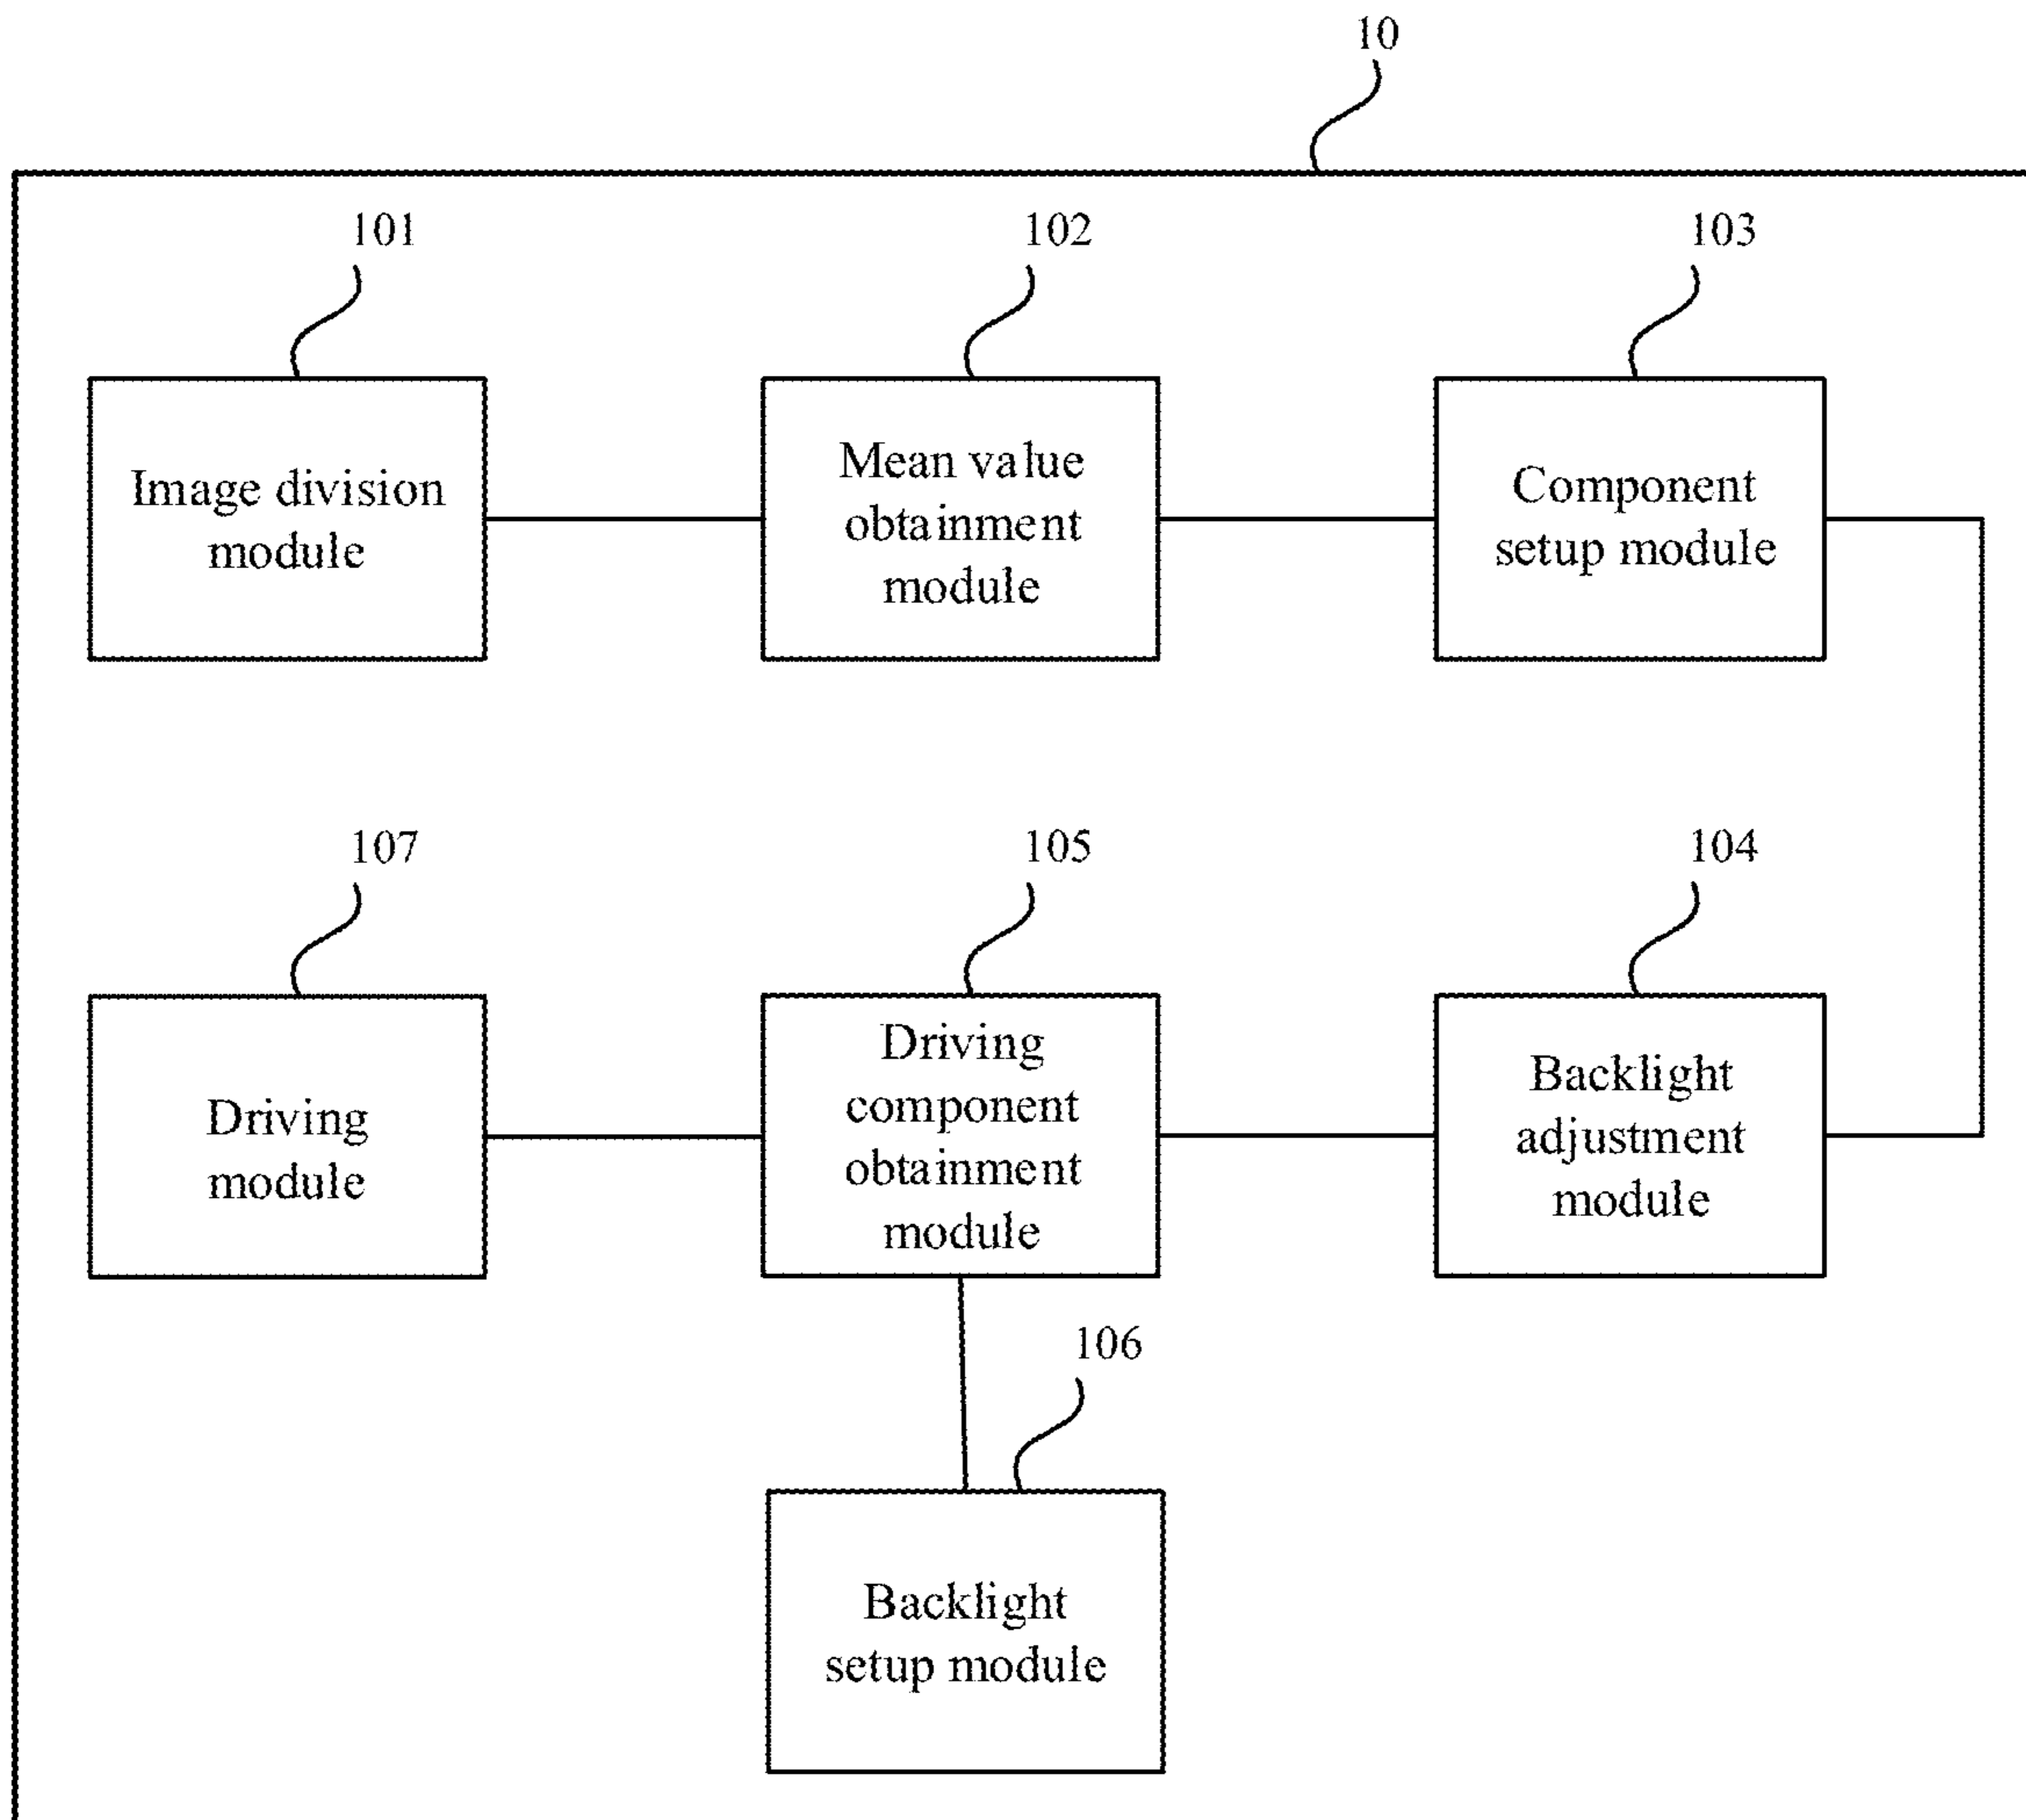 10
101
102
103
Image division
module
Mean value
obtainment
module
Component
setup module
107
105
104
Driving
module
Driving
component
obtainment
module
Backlight
adjustment
module
106
Backlight
setup module